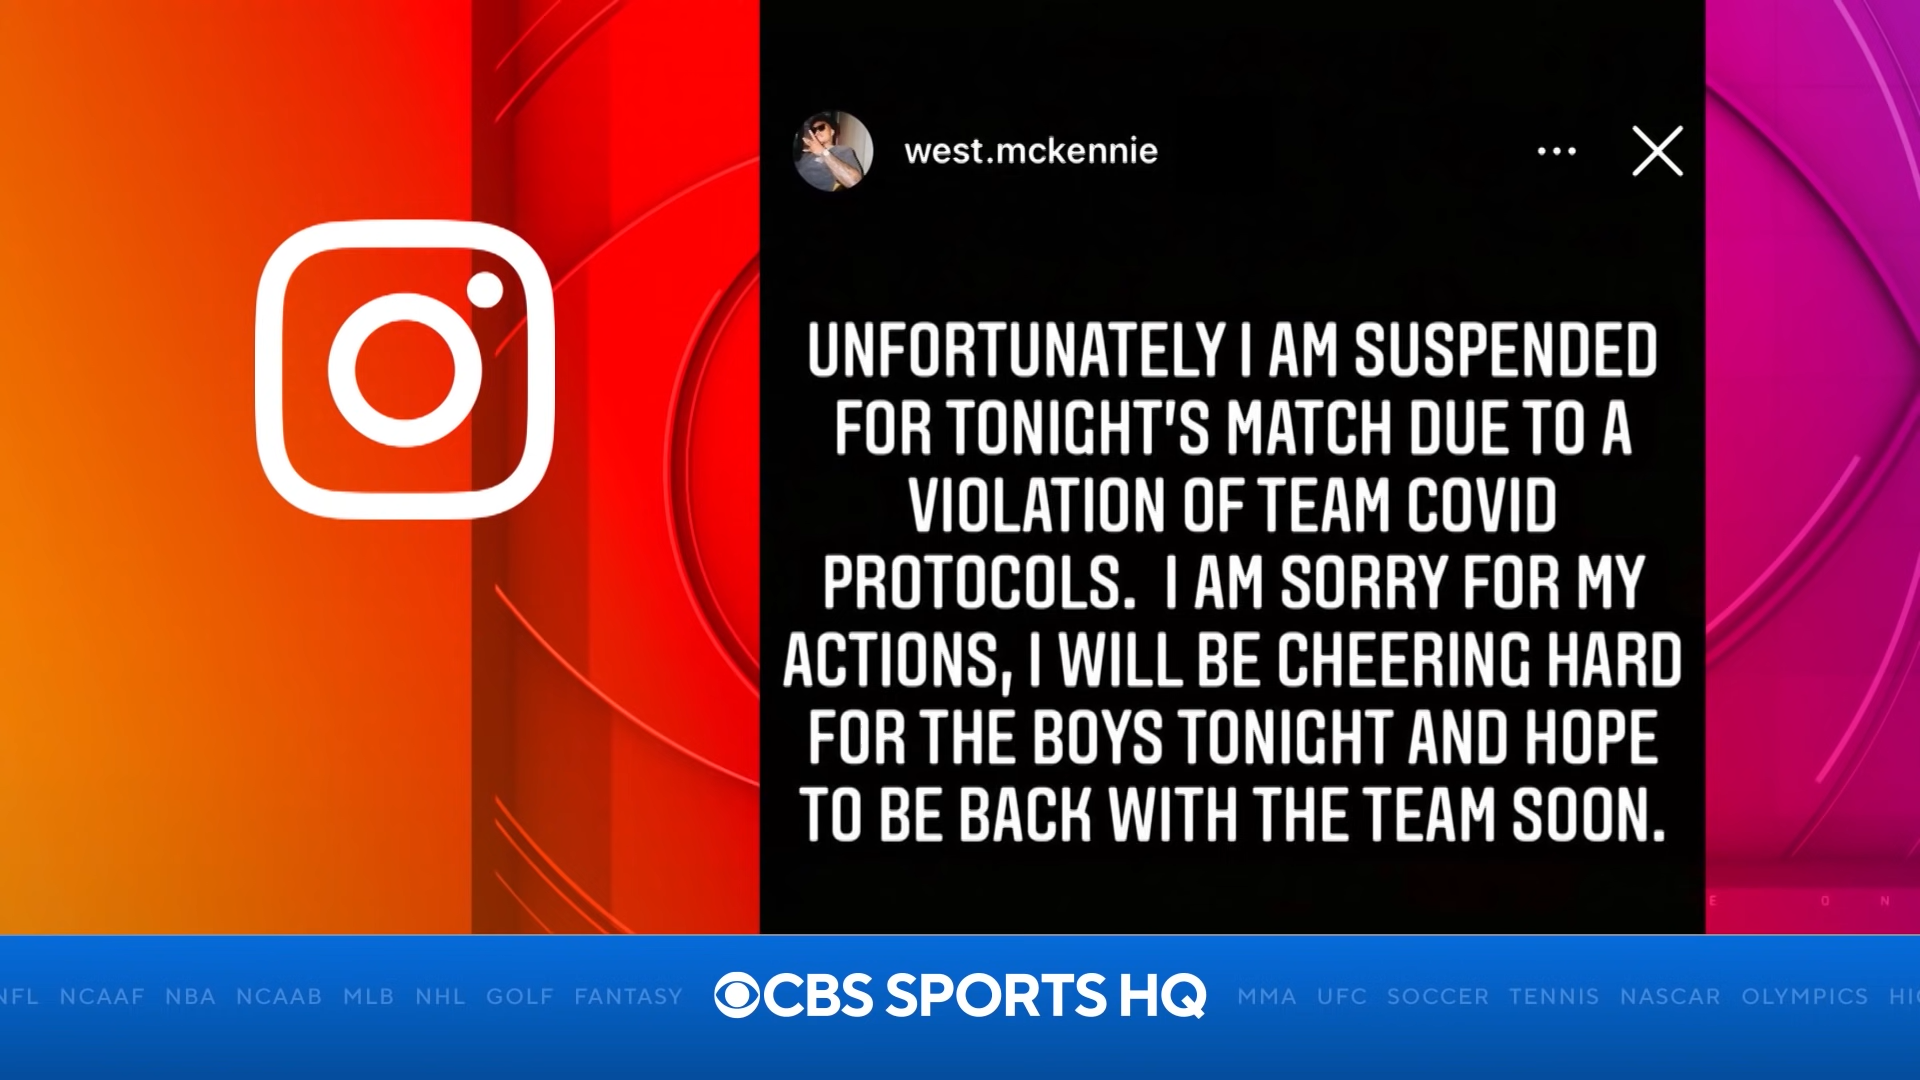 west.mckennie
UNFORTUNATELY I AM SUSPENDED
FOR TONIGHT'S MATCH DUE TO A
VIOLATION OF TEAM COVID
PROTOCOLS. I AM SORRY FOR MY
ACTIONS, I WILL BE CHEERING HARD
FOR THE BOYS TONIGHT AND HOPE
TO BE BACK WITH THE TEAM SOON.
E O N
NFL NCAAF NBA NCAAB MLB NHL GOLF FANTASY CBS SPORTS HQ MMA UFC SOCCER TENNIS NASCAR OLYMPICS